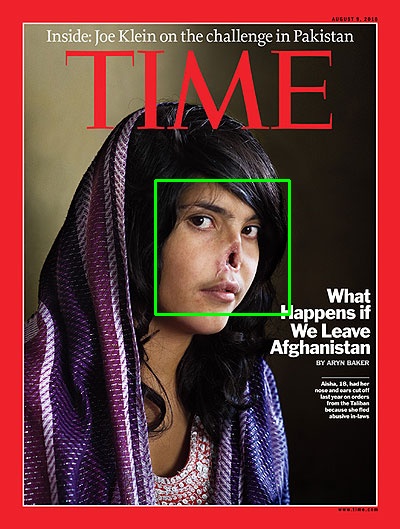 AUGUST 9, 2010
Inside: Joe Klein on the challenge in Pakistan
TIME
What
Happens if
We Leave
Afghanistan
BY ARYN BAKER
Aisha, 18, had her
nose and ears cut off
last year on orders
from the Taliban
because she fled
abusive in-laws
www.time.com